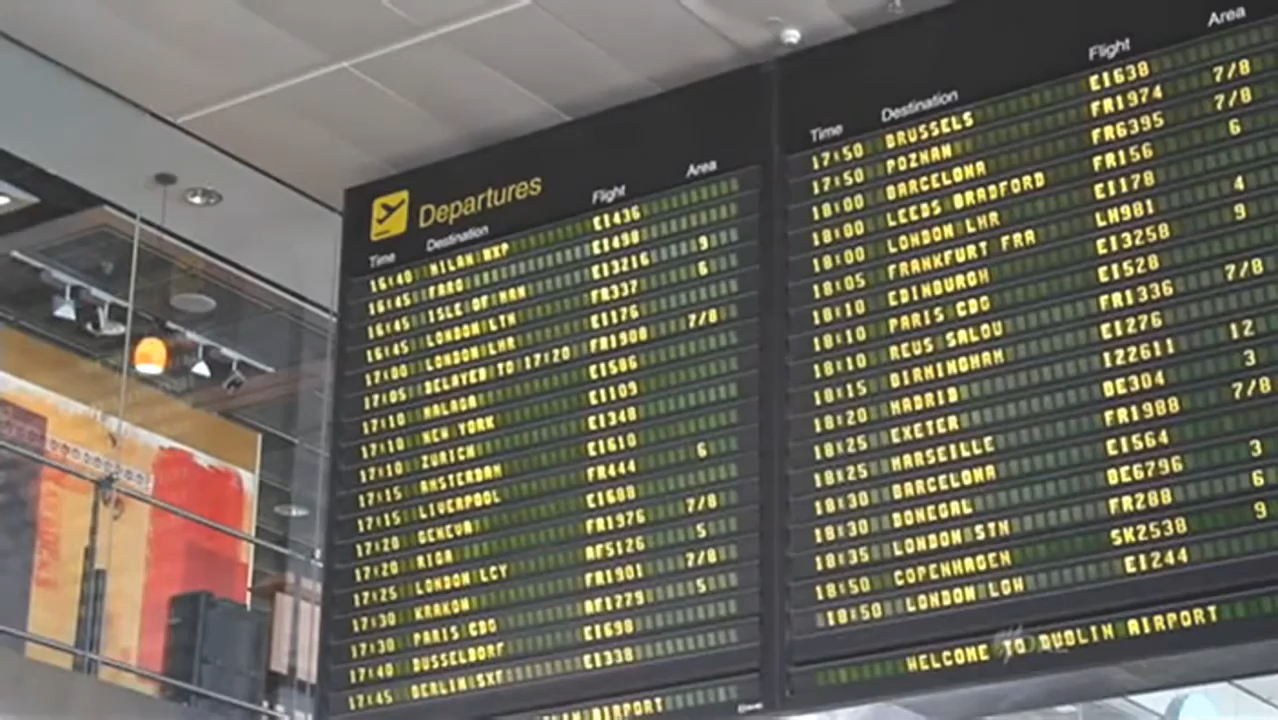 Departures
Time Destination Flight Area
16:40 MILAN MXP EI436
16:45 FARO EI498
16:45 ISLE OF MAN EI3216 9
16:45 LONDON LTN FR337 6
17:00 LONDON LHR EI176
17:05 DELAYED TO 17:20 FR1908 7/8
17:10 MALAGA EI586
17:10 NEW YORK EI109
17:10 ZURICH EI348
17:15 AMSTERDAM EI610
17:15 LIVERPOOL FR444 6
17:20 GENEVA EI688
17:20 RIGA FR1976 7/8
17:25 LONDON LCY AF5126 5
17:30 KRAKOW FR1901 7/8
17:30 PARIS CDG AF1779 5
17:40 DUSSELDORF EI698
17:45 BERLIN SXF EI338
AIRPORT
Time Destination Flight Area
17:50 BRUSSELS EI638
17:50 POZNAN FR1974 7/8
18:00 BARCELONA FR6395 7/8
18:00 LEEDS BRADFORD FR156 6
18:00 LONDON LHR EI178
18:05 FRANKFURT FRA LH981 4
18:10 EDINBURGH EI3258 9
18:10 PARIS CDG EI528
18:10 REUS SALOU FR1336 7/8
18:15 BIRMINGHAM EI276
18:20 MADRID I22611 12
18:25 EXETER BE304 3
18:25 MARSEILLE FR1988 7/8
18:30 BARCELONA EI564
18:30 DONEGAL BE6796 3
18:35 LONDON STN FR288 6
18:50 COPENHAGEN SK2538 9
18:50 LONDON LGW EI244
WELCOME TO DUBLIN AIRPORT